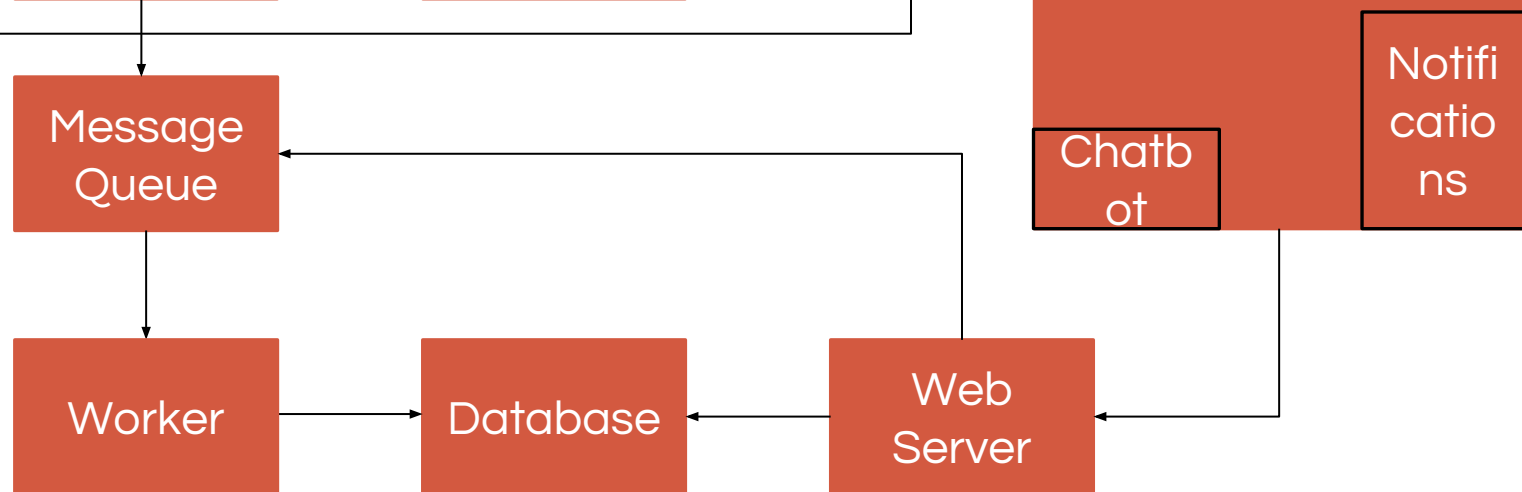 Notifi
catio
ns
Message
Queue
Chatb
ot
Worker
Database
Web
Server